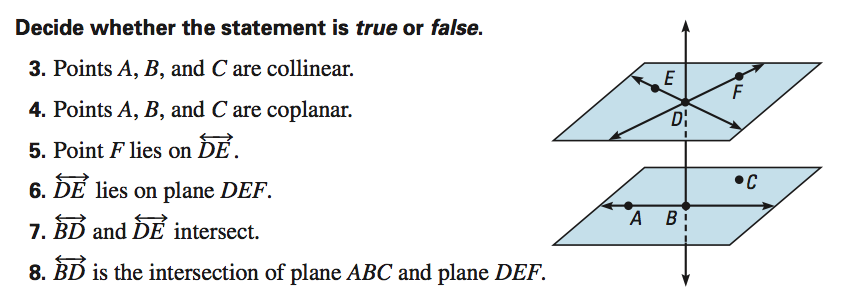 Decide whether the statement is true or false.
3. Points A, B, and C are collinear.
4. Points A, B, and C are coplanar.
5. Point F lies on DE.
6. DE lies on plane DEF.
7. BD and DE intersect.
8. BD is the intersection of plane ABC and plane DEF.
E
F
D
C
A B